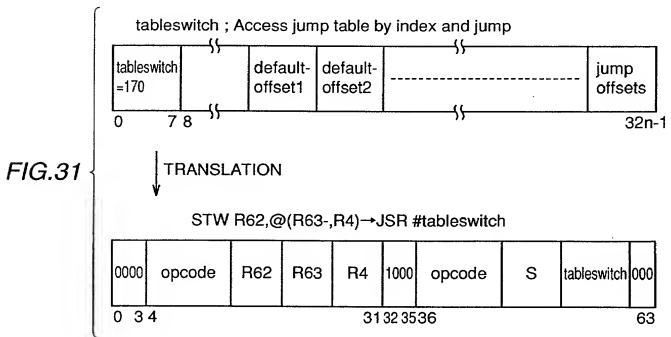 tableswitch ; Access jump table by index and jump
tableswitch =170 default-offset1 default-offset2 jump offsets
0 7 8 32n-1
FIG.31
TRANSLATION
STW R62,@(R63-,R4)→JSR #tableswitch
0000 opcode R62 R63 R4 1000 opcode S tableswitch 000
0 3 4 31 32 35 36 63